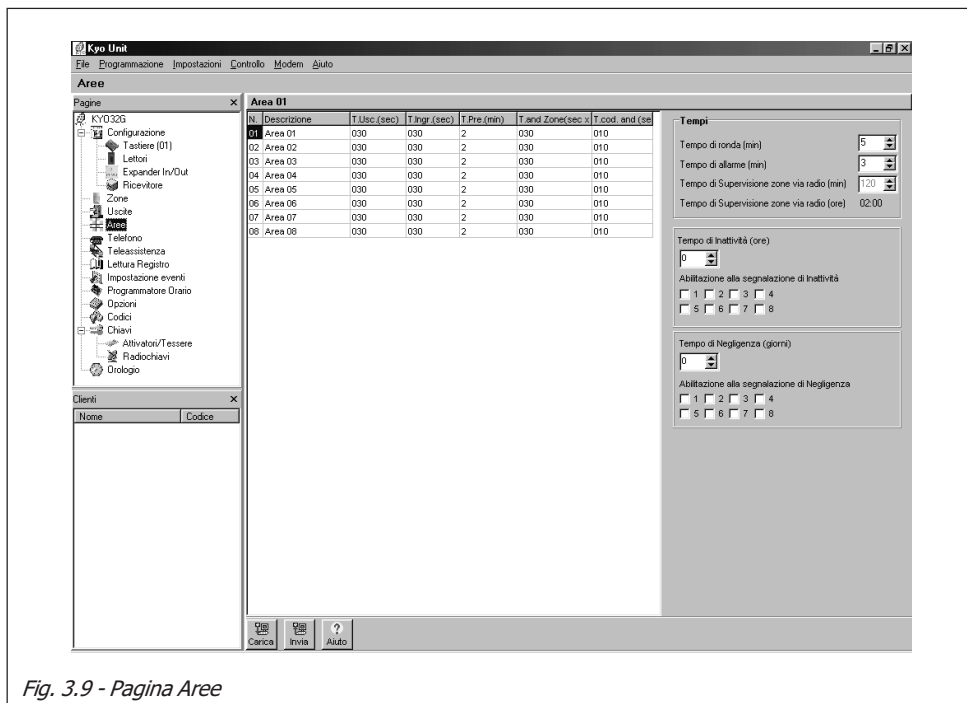 Kyo Unit
File Programmazione Impostazioni Controllo Modem Aiuto
Aree
Pagine
KYO32G
Configurazione
Tastiere (01)
Lettori
Expander In/Out
Ricevitore
Zone
Uscite
Aree
Telefono
Teleassistenza
Lettura Registro
Impostazione eventi
Programmatore Orario
Opzioni
Codici
Chiavi
Attivatori/Tessere
Radiochiavi
Orologio
Clienti
Nome Codice
Area 01
N. Descrizione T.Usc.(sec) T.Ingr.(sec) T.Pre.(min) T.and Zone(sec x T.cod. and (se
01 Area 01 030 030 2 030 010
02 Area 02 030 030 2 030 010
03 Area 03 030 030 2 030 010
04 Area 04 030 030 2 030 010
05 Area 05 030 030 2 030 010
06 Area 06 030 030 2 030 010
07 Area 07 030 030 2 030 010
08 Area 08 030 030 2 030 010
Carica Invia Aiuto
Tempi
Tempo di ronda (min) 5
Tempo di allarme (min) 3
Tempo di Supervisione zone via radio (min) 120
Tempo di Supervisione zone via radio (ore) 02:00
Tempo di Inattività (ore)
0
Abilitazione alla segnalazione di Inattività
1 2 3 4
5 6 7 8
Tempo di Negligenza (giorni)
0
Abilitazione alla segnalazione di Negligenza
1 2 3 4
5 6 7 8
Fig. 3.9 - Pagina Aree